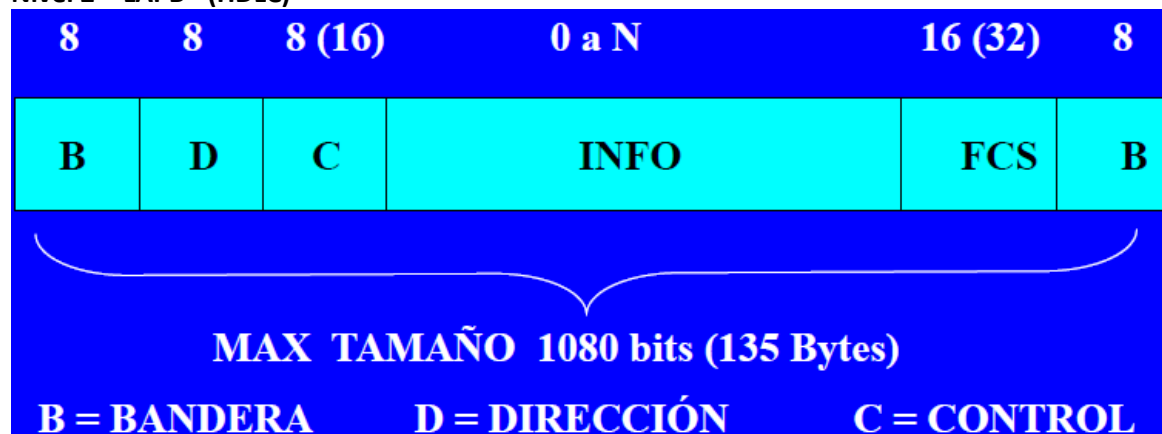 8 8 8 (16) 0 a N 16 (32) 8
B D C INFO FCS B
MAX TAMAÑO 1080 bits (135 Bytes)
B = BANDERA D = DIRECCIÓN C = CONTROL